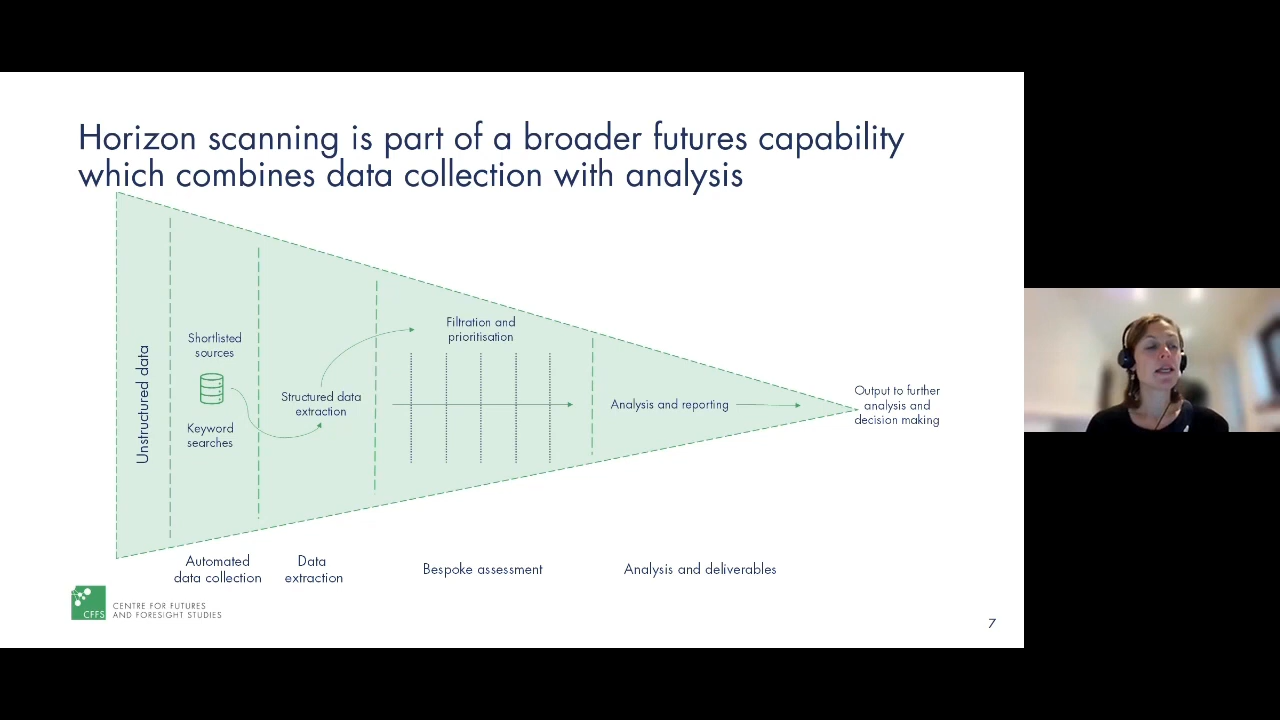 Horizon scanning is part of a broader futures capability
which combines data collection with analysis
Unstructured data
Shortlisted
sources
Keyword
searches
Structured data
extraction
Filtration and
prioritisation
Analysis and reporting
Output to further
analysis and
decision making
Automated
data collection
Data
extraction
Bespoke assessment
Analysis and deliverables
CFFS
CENTRE FOR FUTURES
AND FORESIGHT STUDIES
7